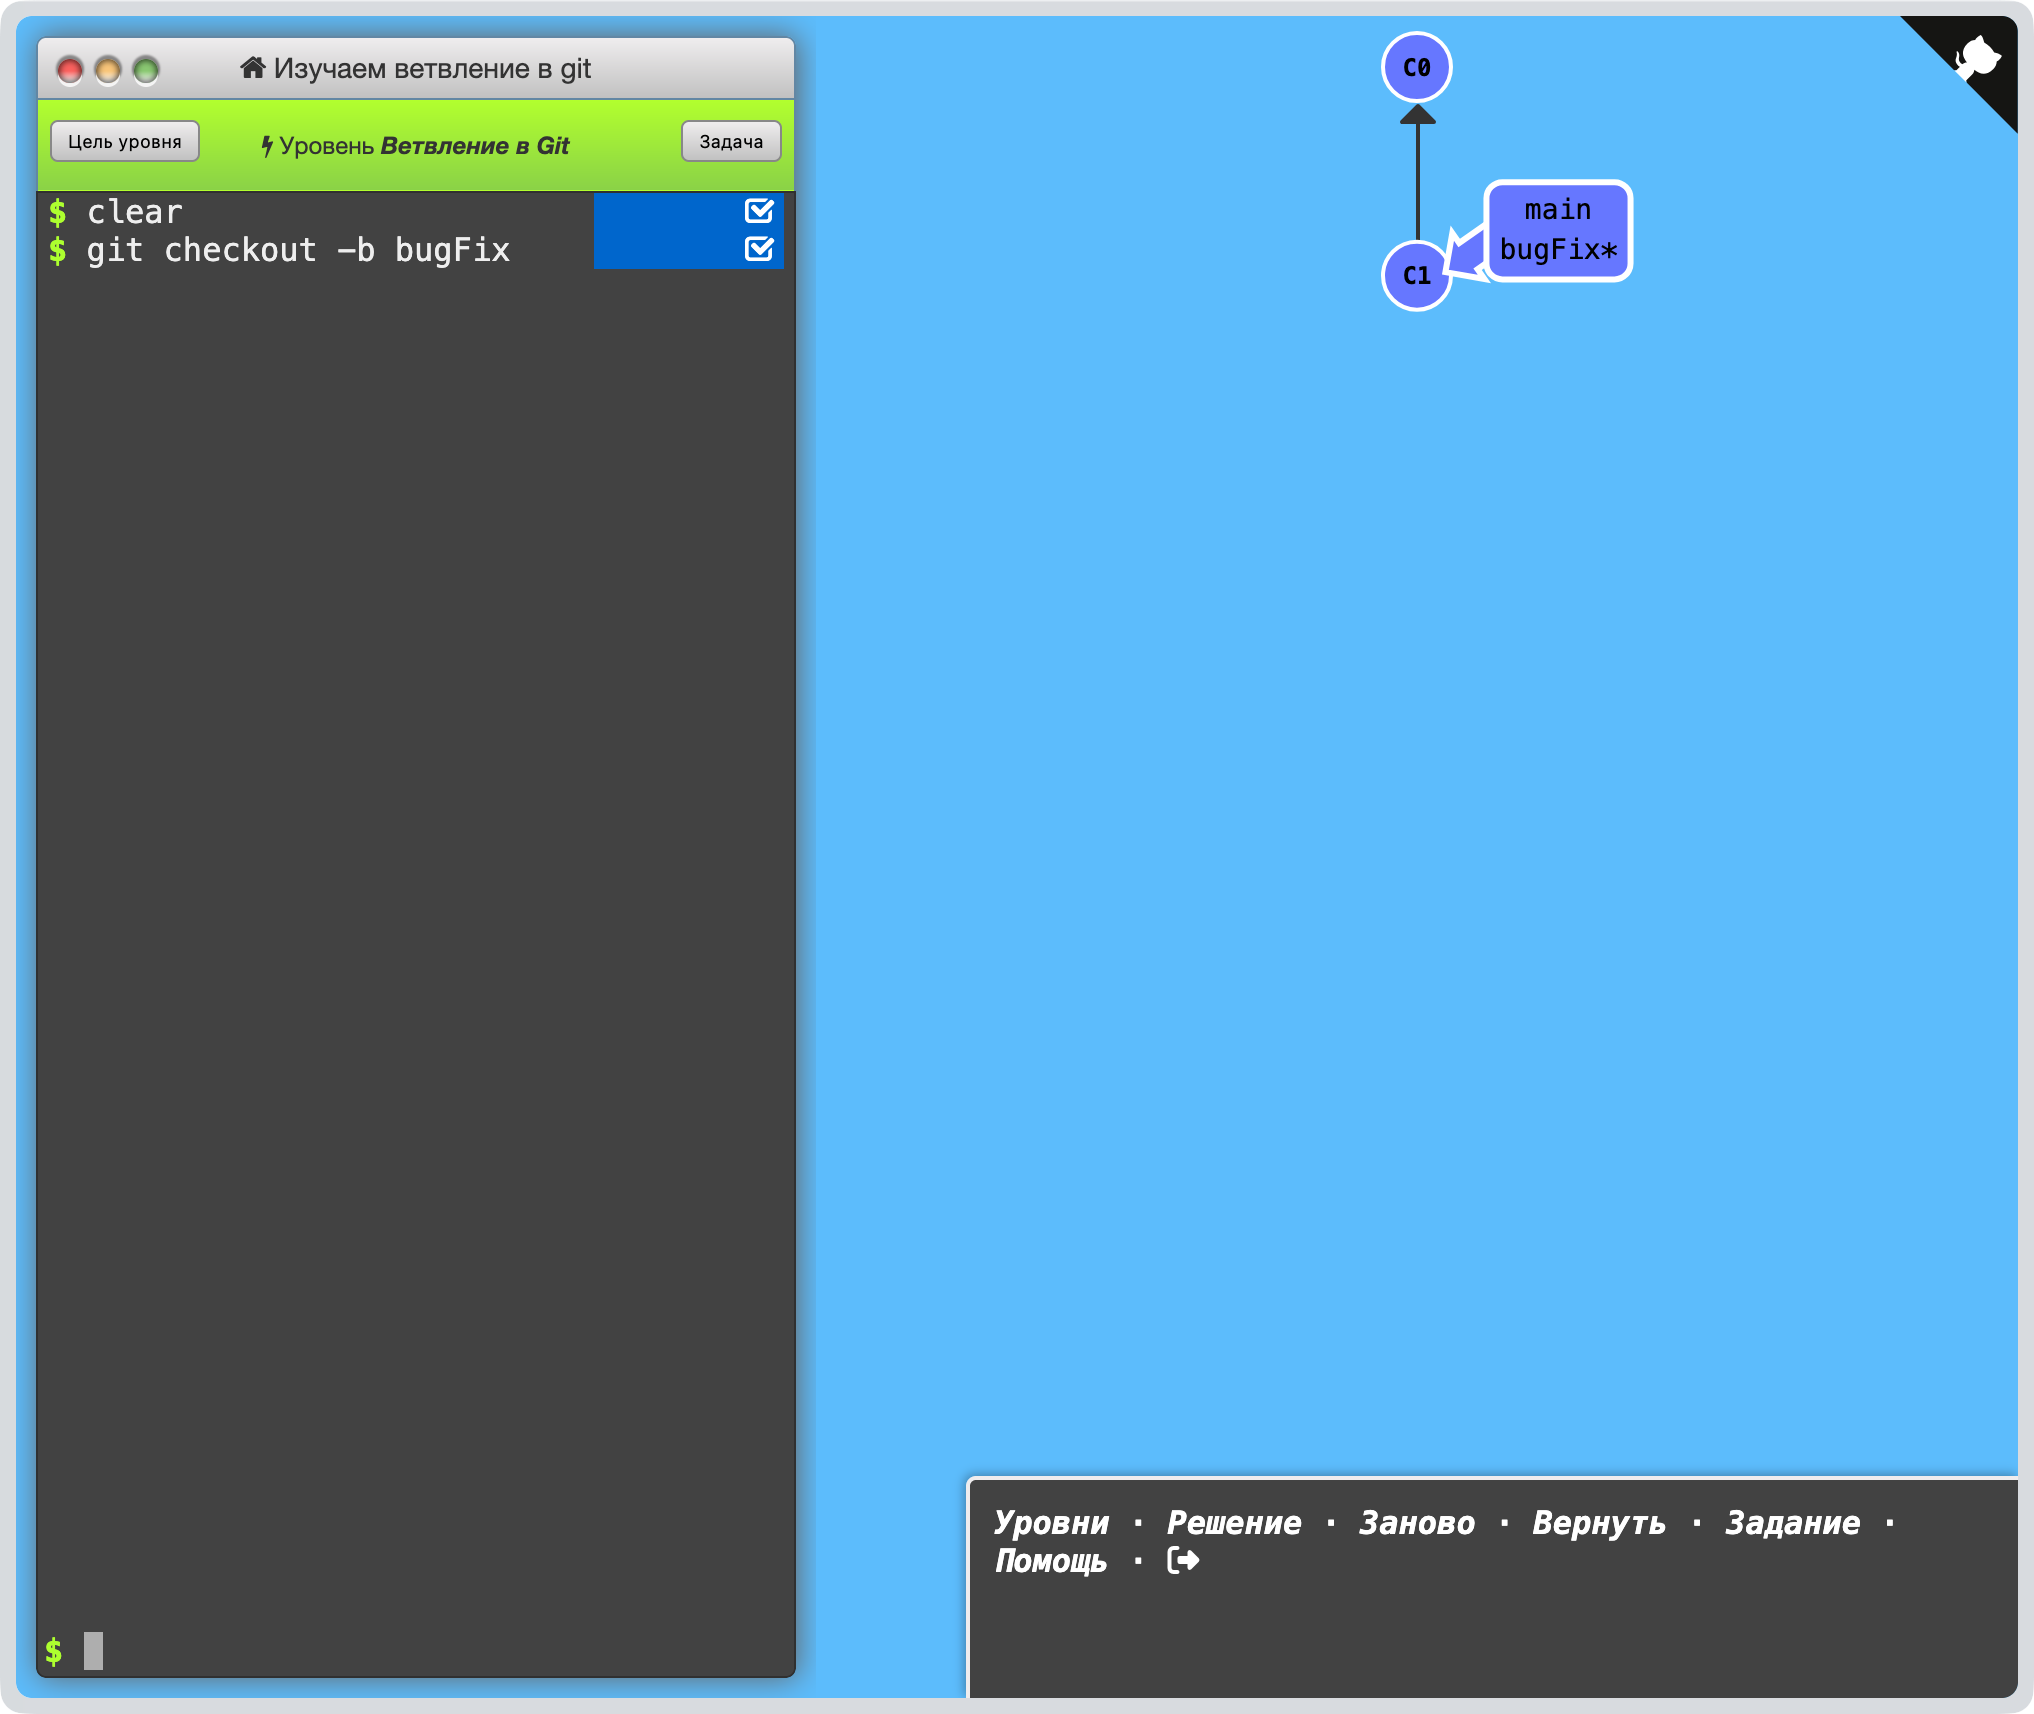 Изучаем ветвление в git
Цель уровня
Уровень Ветвление в Git
Задача
$ clear
$ git checkout -b bugFix
$
C0
main
bugFix*
C1
Уровни · Решение · Заново · Вернуть · Задание ·
Помощь ·